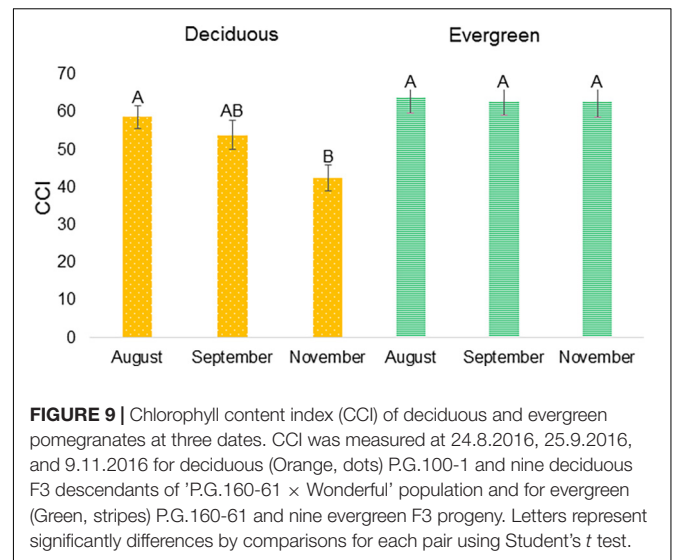 Deciduous Evergreen
70
60
50
40
30
20
10
0
CCI
A
AB
B
A
A
A
August September November August September November
FIGURE 9 | Chlorophyll content index (CCI) of deciduous and evergreen
pomegranates at three dates. CCI was measured at 24.8.2016, 25.9.2016,
and 9.11.2016 for deciduous (Orange, dots) P.G.100-1 and nine deciduous
F3 descendants of 'P.G.160-61 × Wonderful' population and for evergreen
(Green, stripes) P.G.160-61 and nine evergreen F3 progeny. Letters represent
significantly differences by comparisons for each pair using Student's t test.